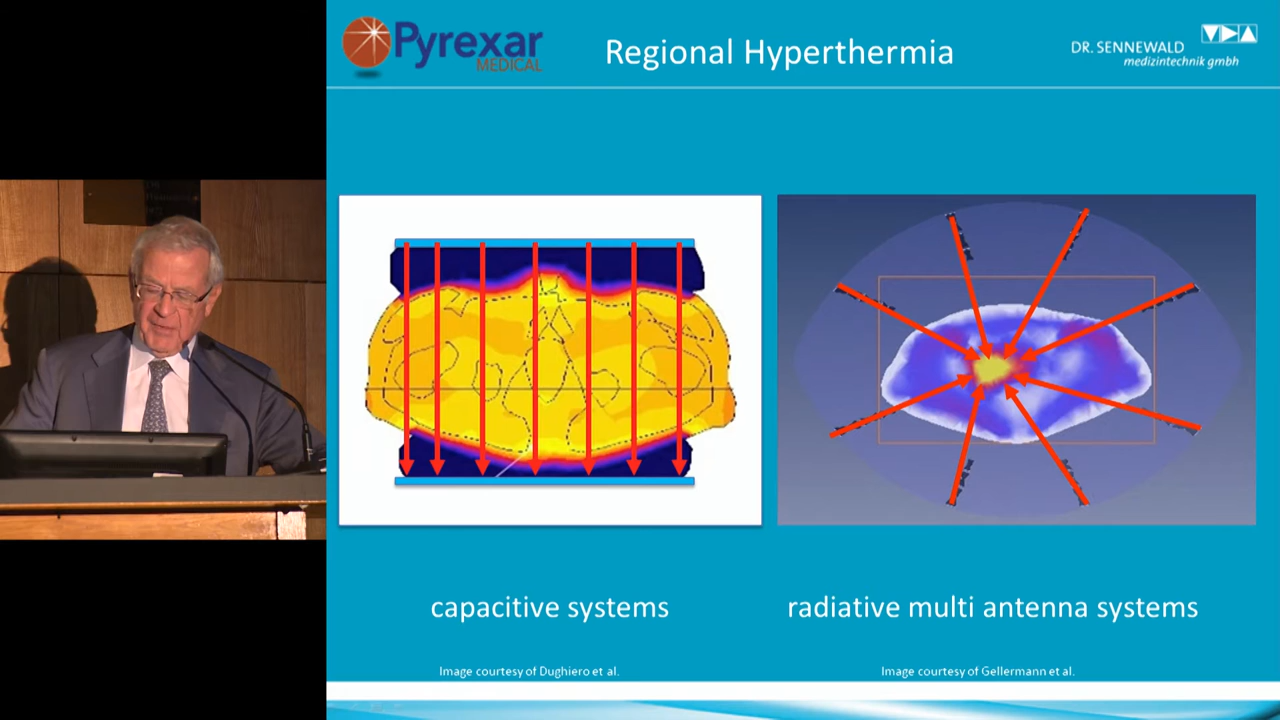 Pyrexar
MEDICAL
Regional Hyperthermia
DR. SENNEWALD
medizintechnik gmbh
capacitive systems
radiative multi antenna systems
Image courtesy of Dughiero et al.
Image courtesy of Gellermann et al.